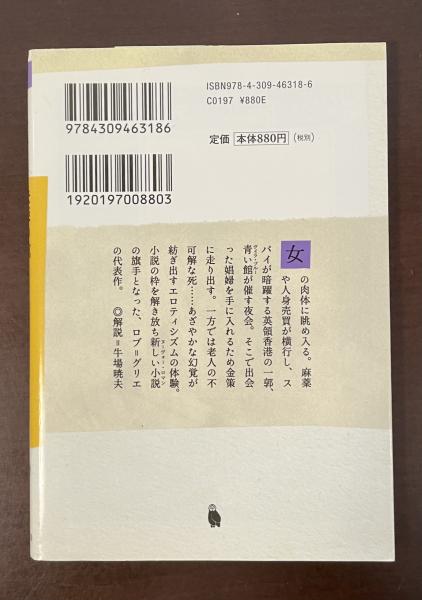 ISBN978-4-309-46318-6
C0197 ¥880E
9784309463186
定価 本体880円 (税別)
1920197008803
女の肉体に眺め入る。麻薬
や人身売買が横行し、ス
パイが暗躍する英領香港の一郭、
青い館が催す夜会。そこで出会
った娼婦を手に入れるため金策
に走り出す。一方では老人の不
可解な死……あざやかな幻覚が
紡ぎ出すエロティシズムの体験。
小説の枠を解き放ち新しい小説
の旗手となった、ロブ=グリエ
の代表作。 ◎解説=牛場暁夫